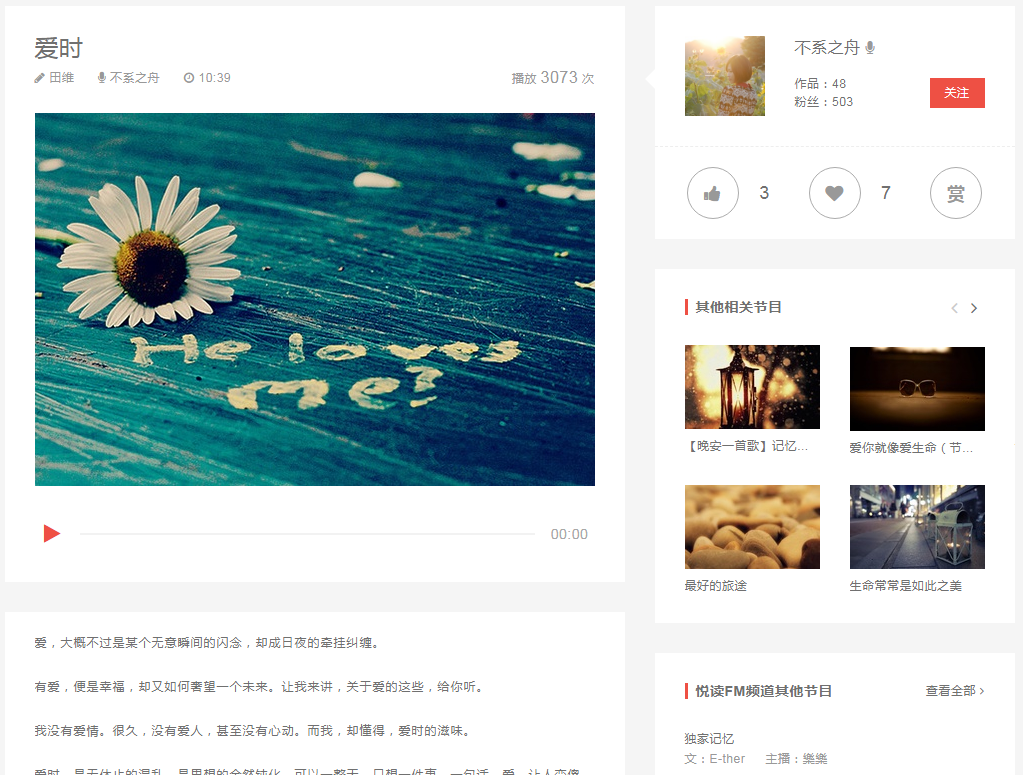 爱时
田维 不系之舟 10:39 播放 3073 次
He loves
Me?
00:00
爱，大概不过是某个无意瞬间的闪念，却成日夜的牵挂纠缠。
有爱，便是幸福，却又如何奢望一个未来。让我来讲，关于爱的这些，给你听。
我没有爱情。很久，没有爱人，甚至没有心动。而我，却懂得，爱时的滋味。
不系之舟
作品：48
粉丝：503
关注
3 7 赏
其他相关节目
【晚安一首歌】记忆...
爱你就像爱生命（节...
最好的旅途
生命常常是如此之美
悦读FM频道其他节目 查看全部
独家记忆
文：E-ther 主播：樂樂